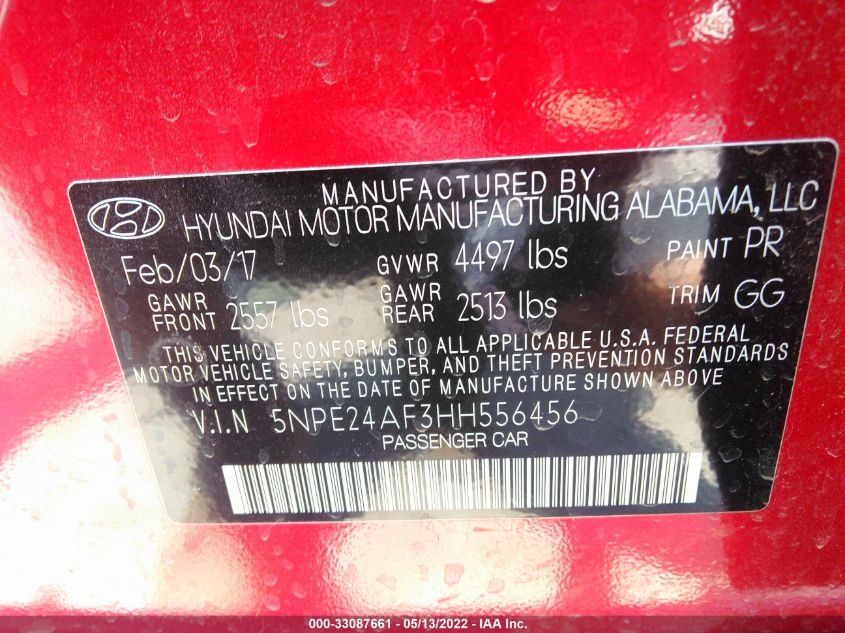 MANUFACTURED BY
HYUNDAI MOTOR MANUFACTURING ALABAMA, LLC
Feb/03/17 GVWR 4497 lbs PAINT PR
GAWR FRONT 2557 lbs GAWR REAR 2513 lbs TRIM GG
THIS VEHICLE CONFORMS TO ALL APPLICABLE U.S.A. FEDERAL
MOTOR VEHICLE SAFETY, BUMPER, AND THEFT PREVENTION STANDARDS
IN EFFECT ON THE DATE OF MANUFACTURE SHOWN ABOVE.
V.I.N 5NPE24AF3HH556456
PASSENGER CAR
000-33087661 - 05/13/2022 - IAA Inc.